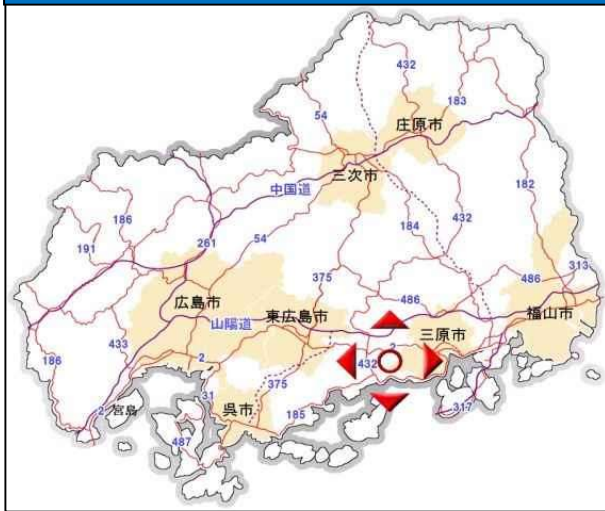 432
54
183
庄原市
三次市
中国道
182
186
191
261
54
184
432
375
486
313
486
広島市
東広島市
山陽道
三原市
福山市
433
2
2
186
432
375
31
呉市
185
317
2
宮島
487